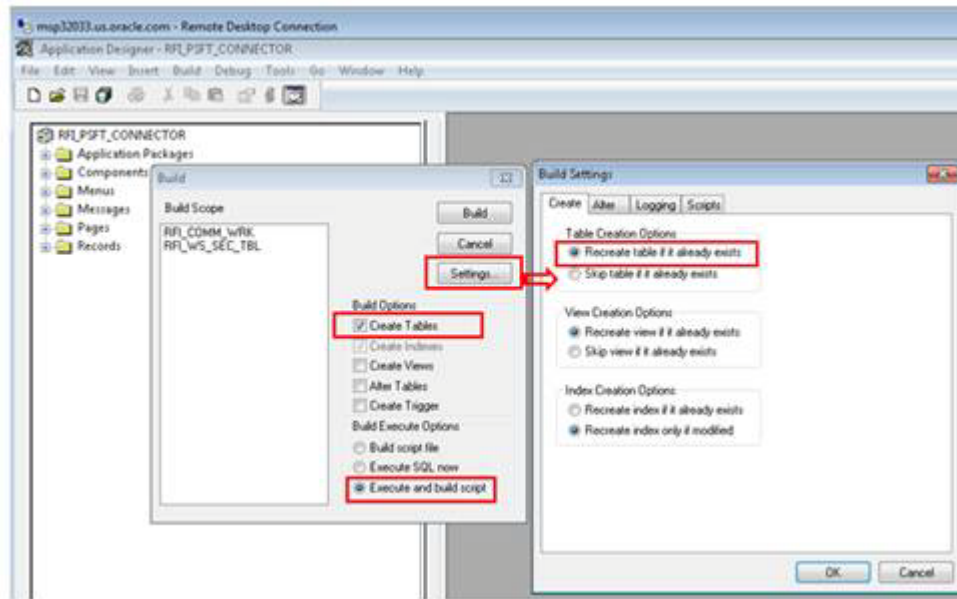 msp32033.us.oracle.com - Remote Desktop Connection
Application Designer - RFI_PSFT_CONNECTOR
File Edit View Insert Build Debug Tools Go Window Help
RFI_PSFT_CONNECTOR
Application Packages
Components
Menus
Messages
Pages
Records
Build
Build Scope
RFI_COMM_WRK
RFI_WS_SEC_TBL
Build
Cancel
Settings...
Build Options
Create Tables
Create Indexes
Create Views
Alter Tables
Create Trigger
Build Execute Options
Build script file
Execute SQL now
Execute and build script
Build Settings
Create Alter Logging Scripts
Table Creation Options
Recreate table if it already exists
Skip table if it already exists
View Creation Options
Recreate view if it already exists
Skip view if it already exists
Index Creation Options
Recreate index if it already exists
Recreate index only if modified
OK Cancel